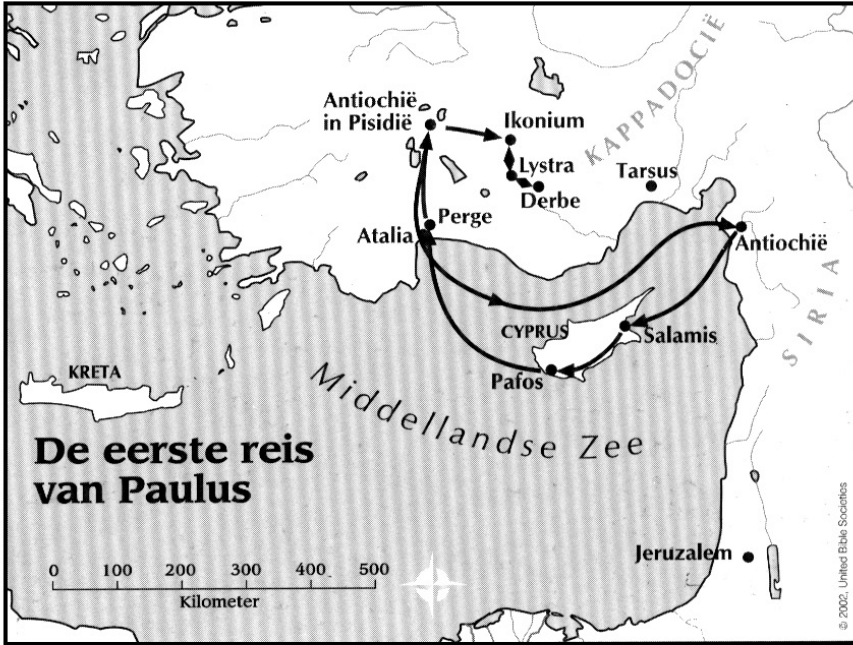 Antiochië
in Pisidië
Ikonium
KAPPADOCIË
Lystra
Tarsus
Derbe
Perge
Atalia
Antiochië
SIRIA
CYPRUS
Salamis
KRETA
Pafos
Middellandse Zee
De eerste reis
van Paulus
Jeruzalem
0 100 200 300 400 500
Kilometer
© 2002, United Bible Societies